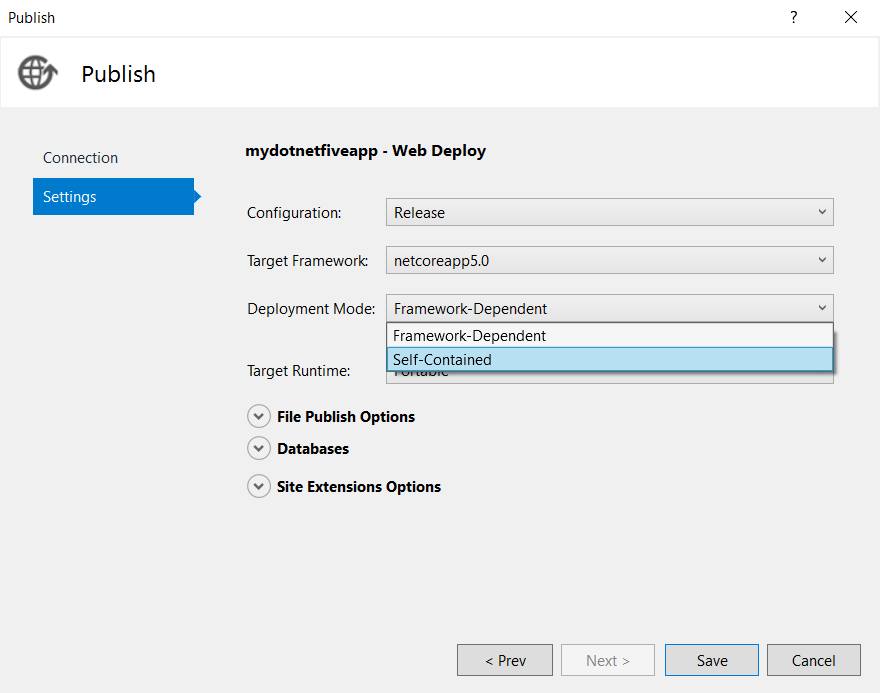 Publish
?
Publish
Connection
Settings
mydotnetfiveapp - Web Deploy
Configuration: Release
Target Framework: netcoreapp5.0
Deployment Mode: Framework-Dependent
Framework-Dependent
Self-Contained
Target Runtime: Portable
File Publish Options
Databases
Site Extensions Options
< Prev Next > Save Cancel